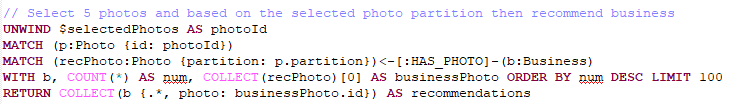 // Select 5 photos and based on the selected photo partition then recommend business
UNWIND $selectedPhotos AS photoId
MATCH (p:Photo {id: photoId})
MATCH (recPhoto:Photo {partition: p.partition})<-[:HAS_PHOTO]-(b:Business)
WITH b, COUNT(*) AS num, COLLECT(recPhoto)[0] AS businessPhoto ORDER BY num DESC LIMIT 100
RETURN COLLECT(b {.*, photo: businessPhoto.id}) AS recommendations